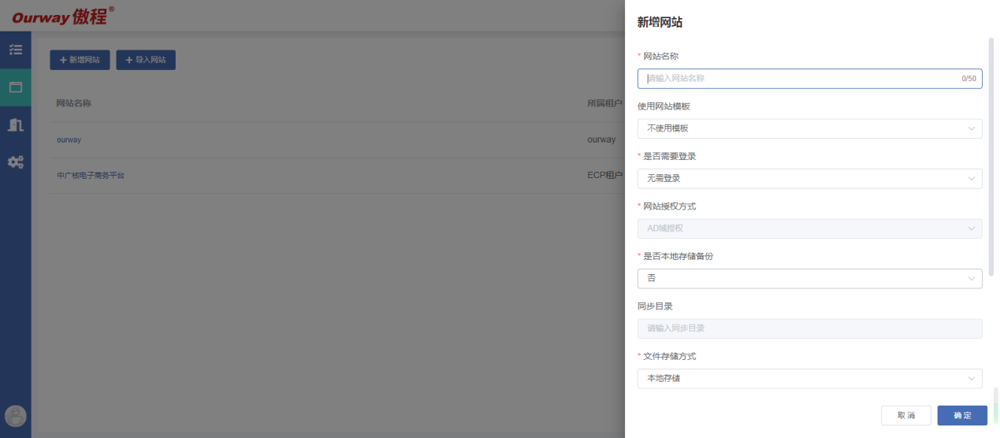 Ourway 傲程®
新增网站
导入网站
网站名称
所属租户
ourway
ourway
中广核电子商务平台
ECP租户
新增网站
* 网站名称
请输入网站名称
0/50
使用网站模板
不使用模板
* 是否需要登录
无需登录
* 网站授权方式
AD域授权
* 是否本地存储备份
否
同步目录
请输入同步目录
* 文件存储方式
本地存储
取消
确定